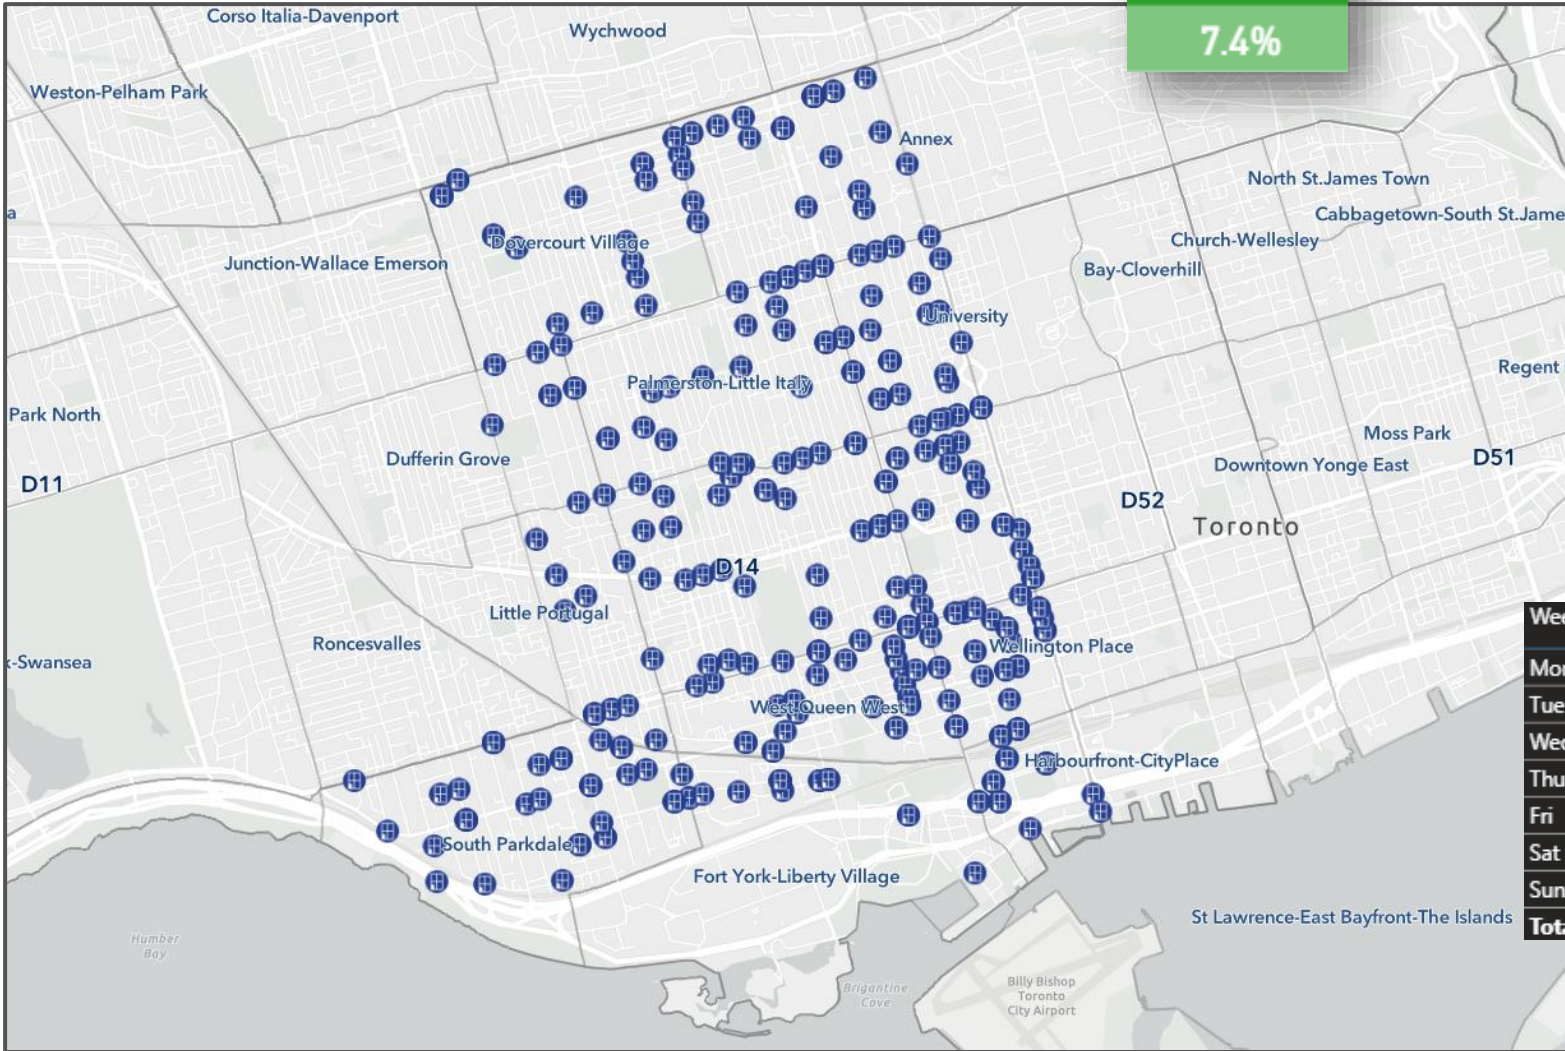 Corso Italia-Davenport
Wychwood
7.4%
Weston-Pelham Park
Annex
North St.James Town
Cabbagetown-South St.Jame
a
Church-Wellesley
Dovercourt Village
Junction-Wallace Emerson
Bay-Cloverhill
University
Regent
Palmerston-Little Italy
Park North
Moss Park
Dufferin Grove
Downtown Yonge East
D51
D11
D52
Toronto
D14
Little Portugal
Wee
Roncesvalles
Wellington Place
-Swansea
Mon
Tue
West Queen West
Wed
Harbourfront-CityPlace
Thu
Fri
South Parkdale
Sat
Fort York-Liberty Village
Sun
St Lawrence-East Bayfront-The Islands
Tota
Humber
Bay
Billy Bishop
Toronto
City Airport
Brigantine
Cove